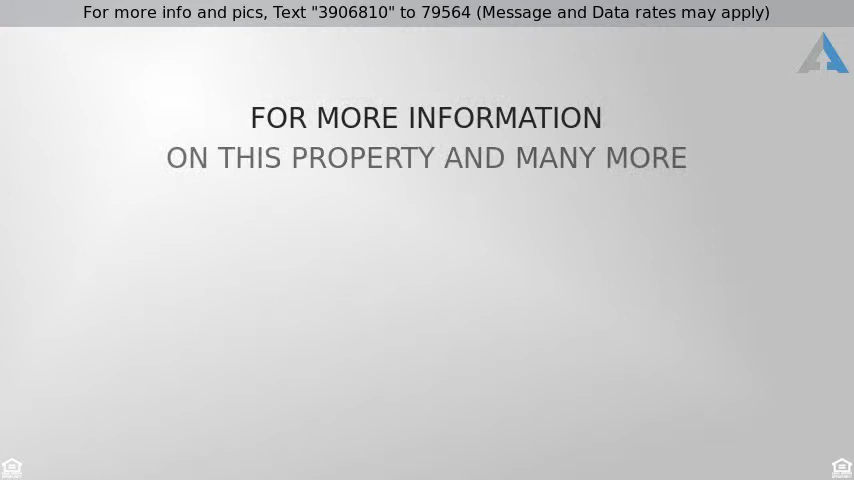 For more info and pics, Text "3906810" to 79564 (Message and Data rates may apply)
FOR MORE INFORMATION
ON THIS PROPERTY AND MANY MORE